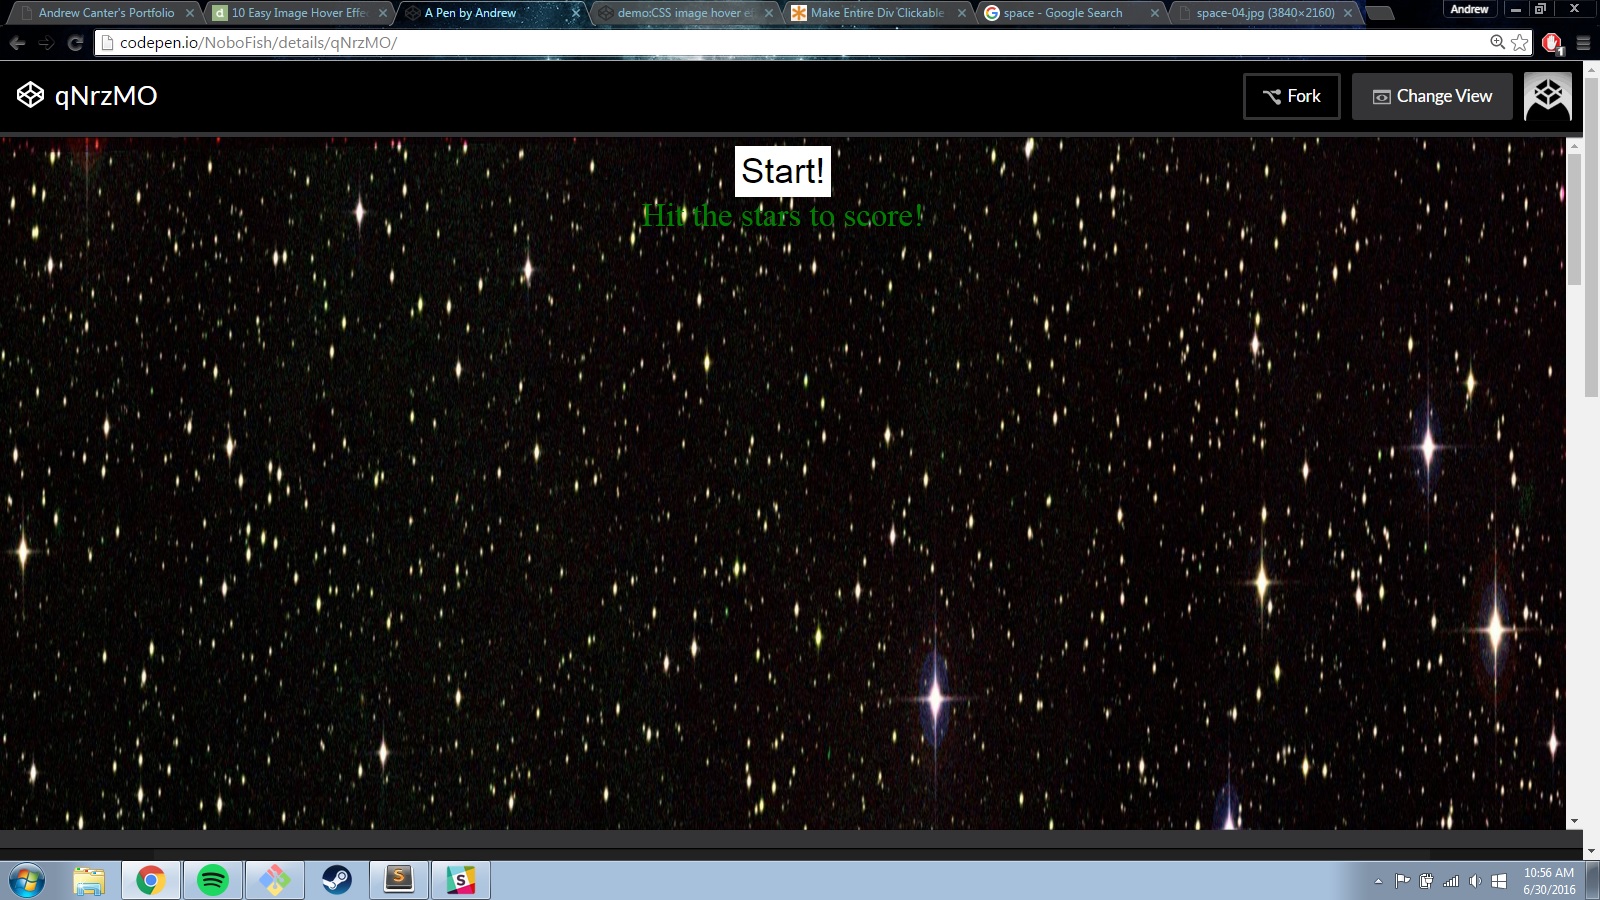 Andrew Canter's Portfolio
10 Easy Image Hover Effe
A Pen by Andrew
demo:CSS image hover ef
Make Entire Div Clickable
space - Google Search
space-04.jpg (3840×2160)
Andrew
codepen.io/NoboFish/details/qNrzMO/
1
qNrzMO
Fork
Change View
Start!
Hit the stars to score!
10:56 AM
6/30/2016